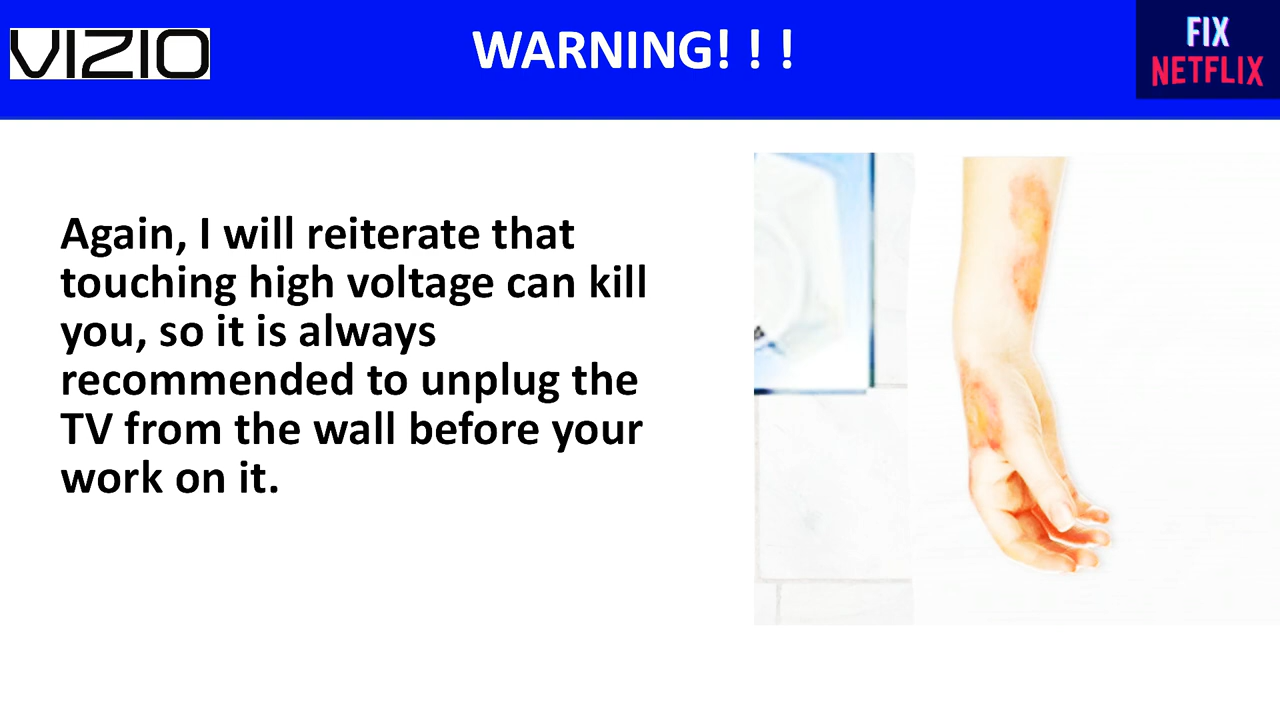 VIZIO
WARNING! ! !
FIX
NETFLIX
Again, I will reiterate that
touching high voltage can kill
you, so it is always
recommended to unplug the
TV from the wall before your
work on it.